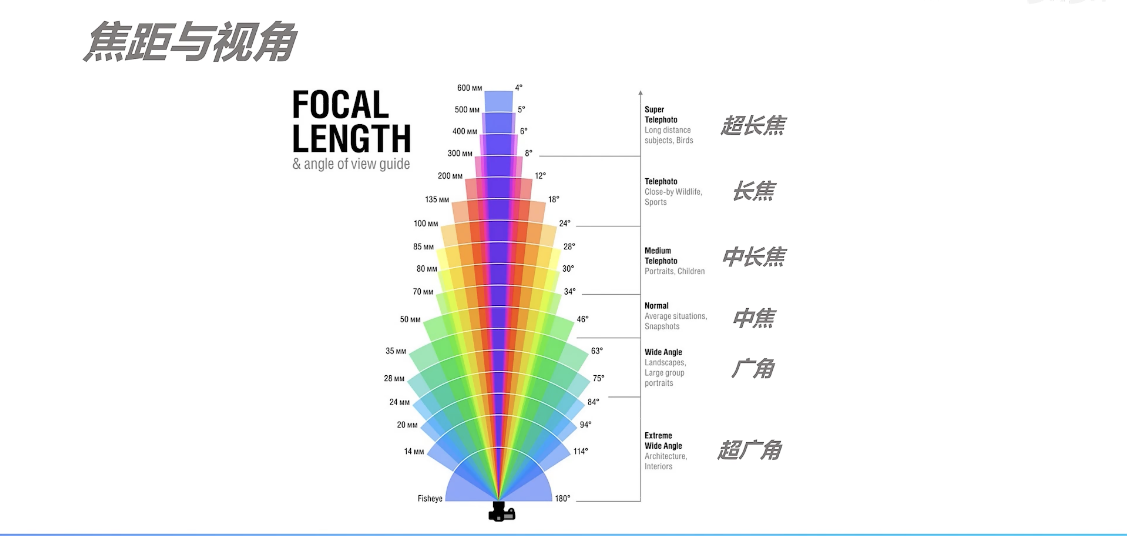 焦距与视角
FOCAL
LENGTH
& angle of view guide
600 MM 4°
500 MM 5°
400 MM 6°
300 MM 8°
200 MM 12°
135 MM 18°
100 MM 24°
85 MM 28°
80 MM 30°
70 MM 34°
50 MM 46°
35 MM 63°
28 MM 75°
24 MM 84°
20 MM 94°
14 MM 114°
Fisheye 180°
Super
Telephoto
Long distance
subjects, Birds
超长焦
Telephoto
Close-by Wildlife,
Sports
长焦
Medium
Telephoto
Portraits, Children
中长焦
Normal
Average situations,
Snapshots
中焦
Wide Angle
Landscapes,
Large group
portraits
广角
Extreme
Wide Angle
Architecture,
Interiors
超广角